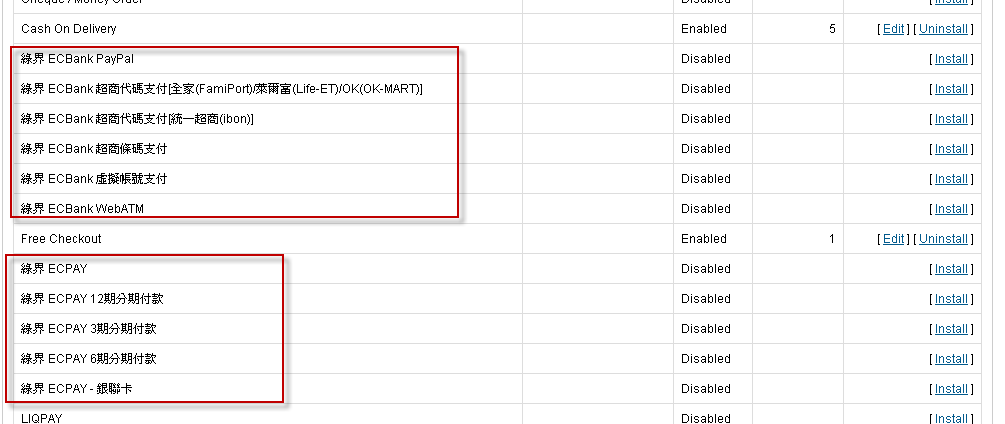 Cheque / Money Order Disabled [ Install ]
Cash On Delivery Enabled 5 [ Edit ] [ Uninstall ]
綠界 ECBank PayPal Disabled [ Install ]
綠界 ECBank 超商代碼支付[全家(FamiPort)/萊爾富(Life-ET)/OK(OK-MART)] Disabled [ Install ]
綠界 ECBank 超商代碼支付[統一超商(ibon)] Disabled [ Install ]
綠界 ECBank 超商條碼支付 Disabled [ Install ]
綠界 ECBank 虛擬帳號支付 Disabled [ Install ]
綠界 ECBank WebATM Disabled [ Install ]
Free Checkout Enabled 1 [ Edit ] [ Uninstall ]
綠界 ECPAY Disabled [ Install ]
綠界 ECPAY 12期分期付款 Disabled [ Install ]
綠界 ECPAY 3期分期付款 Disabled [ Install ]
綠界 ECPAY 6期分期付款 Disabled [ Install ]
綠界 ECPAY - 銀聯卡 Disabled [ Install ]
LIQPAY Disabled [ Install ]